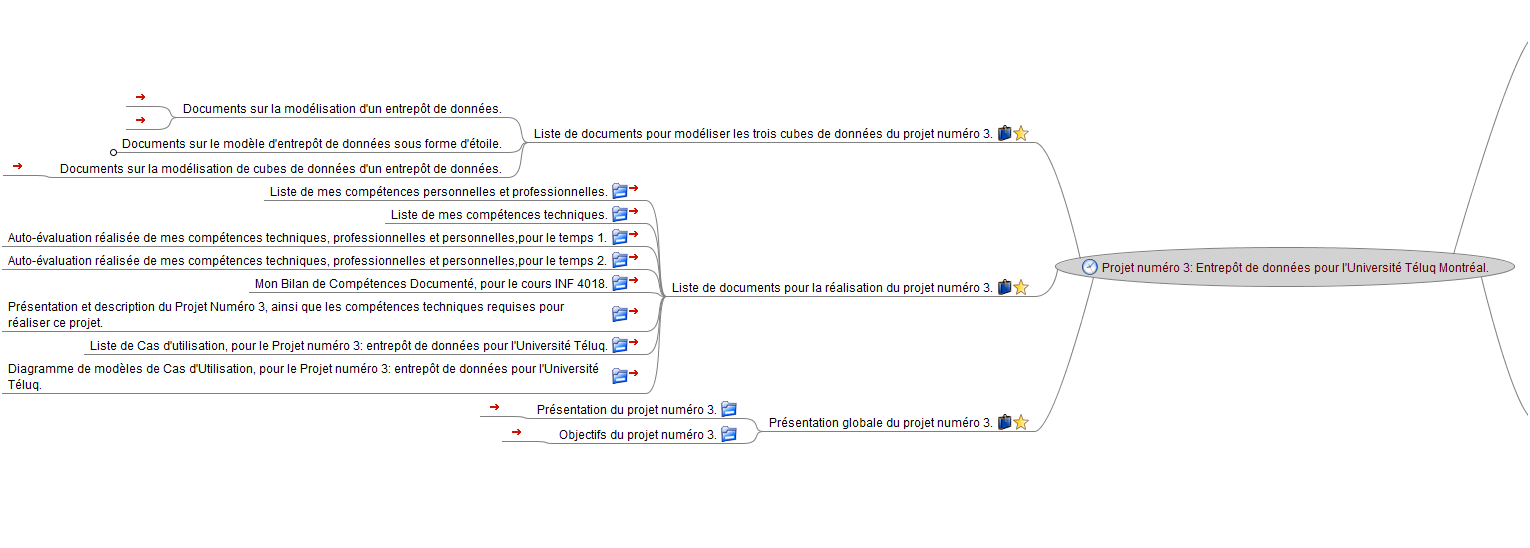 Documents sur la modélisation d'un entrepôt de données.
Documents sur le modèle d'entrepôt de données sous forme d'étoile.
Documents sur la modélisation de cubes de données d'un entrepôt de données.
Liste de documents pour modéliser les trois cubes de données du projet numéro 3.
Liste de mes compétences personnelles et professionnelles.
Liste de mes compétences techniques.
Auto-évaluation réalisée de mes compétences techniques, professionnelles et personnelles,pour le temps 1.
Auto-évaluation réalisée de mes compétences techniques, professionnelles et personnelles,pour le temps 2.
Mon Bilan de Compétences Documenté, pour le cours INF 4018.
Présentation et description du Projet Numéro 3, ainsi que les compétences techniques requises pour
réaliser ce projet.
Liste de Cas d'utilisation, pour le Projet numéro 3: entrepôt de données pour l'Université Téluq.
Diagramme de modèles de Cas d'Utilisation, pour le Projet numéro 3: entrepôt de données pour l'Université
Téluq.
Liste de documents pour la réalisation du projet numéro 3.
Présentation du projet numéro 3.
Objectifs du projet numéro 3.
Présentation globale du projet numéro 3.
Projet numéro 3: Entrepôt de données pour l'Université Téluq Montréal.